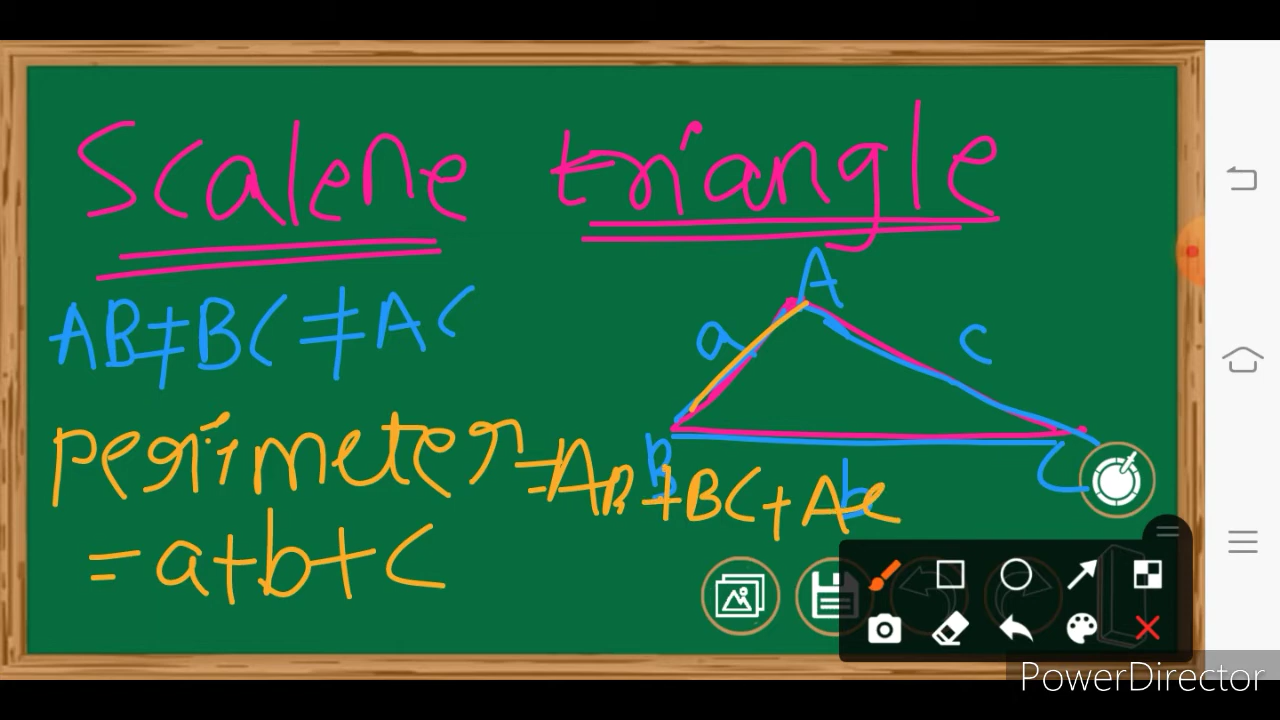 Scalene triangle
AB≠BC≠AC
A
a
c
B
b
C
perimeter=AB+BC+AC
=a+b+c
PowerDirector